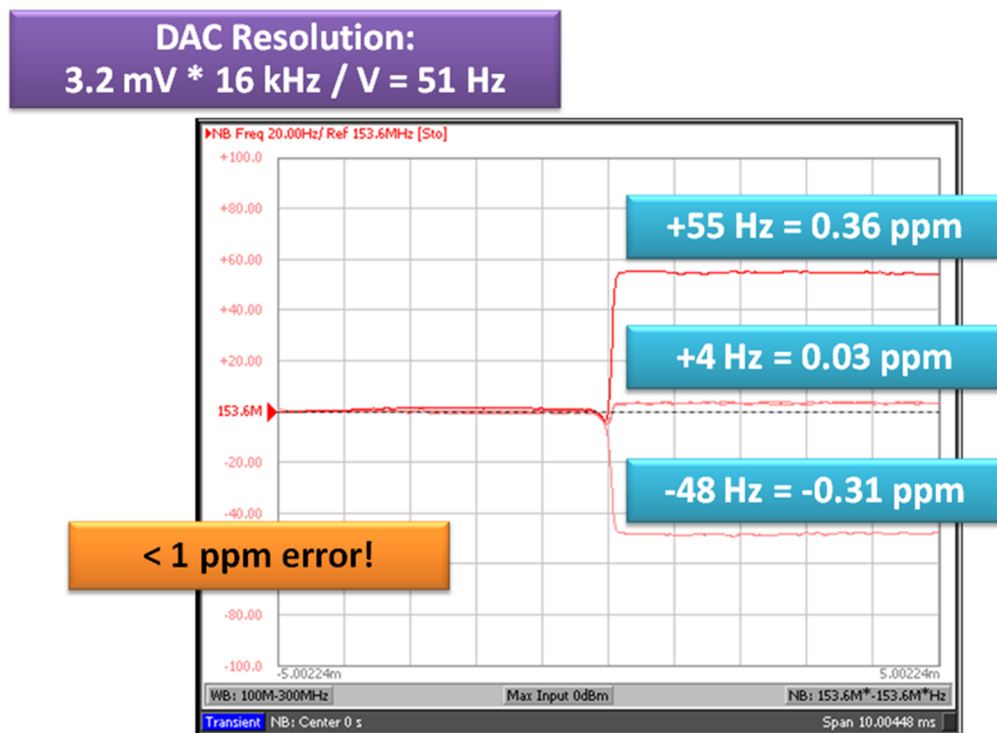 DAC Resolution:
3.2 mV * 16 kHz / V = 51 Hz
▶NB Freq 20.00Hz/ Ref 153.6MHz [Sto]
+100.0
+80.00
+55 Hz = 0.36 ppm
+60.00
+40.00
+4 Hz = 0.03 ppm
+20.00
153.6M
-20.00
-48 Hz = -0.31 ppm
-40.00
< 1 ppm error!
-80.00
-100.0
-5.00224m 5.00224m
WB: 100M-300MHz Max Input 0dBm NB: 153.6M*-153.6M*Hz
Transient NB: Center 0 s Span 10.00448 ms